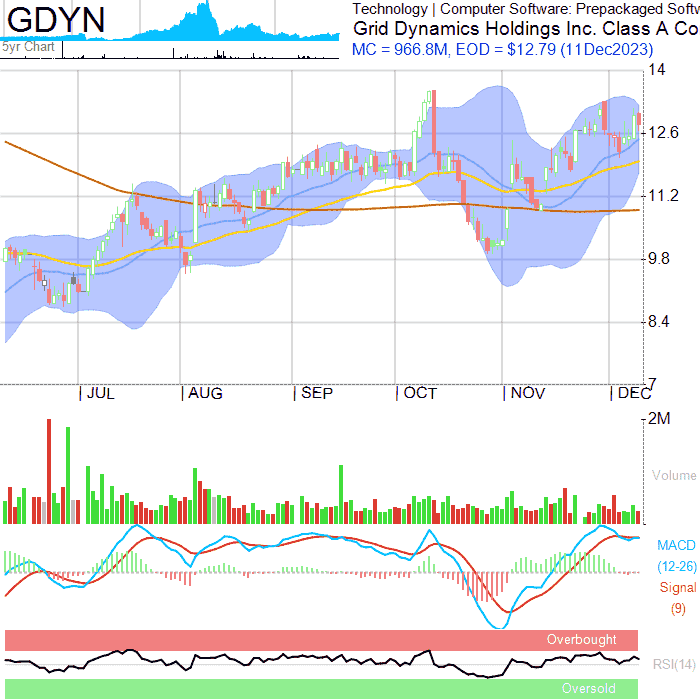 GDYN
Technology | Computer Software: Prepackaged Softw
Grid Dynamics Holdings Inc. Class A Co
MC = 966.8M, EOD = $12.79 (11Dec2023)
5yr Chart
14
12.6
11.2
9.8
8.4
7
| JUL | AUG | SEP | OCT | NOV | DEC
2M
Volume
MACD
(12-26)
Signal
(9)
Overbought
RSI(14)
Oversold